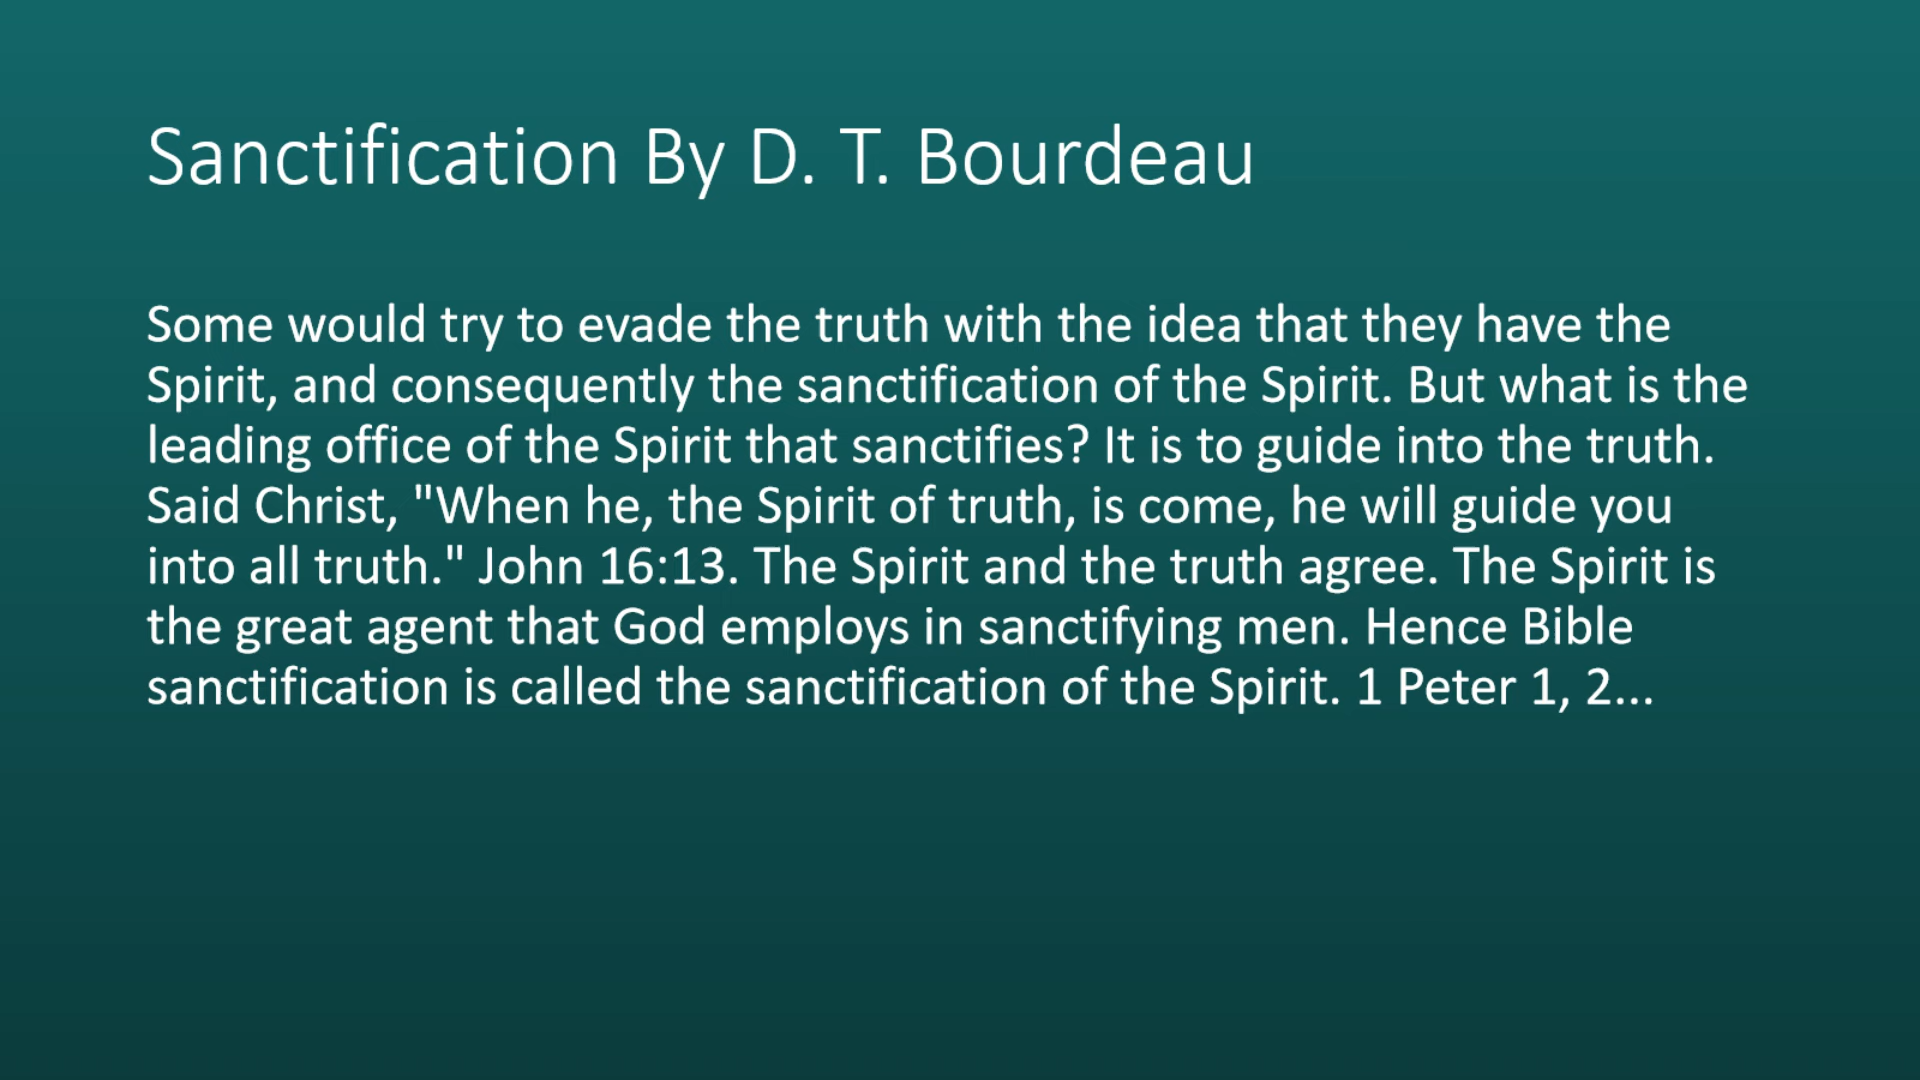 Sanctification By D. T. Bourdeau
Some would try to evade the truth with the idea that they have the
Spirit, and consequently the sanctification of the Spirit. But what is the
leading office of the Spirit that sanctifies? It is to guide into the truth.
Said Christ, "When he, the Spirit of truth, is come, he will guide you
into all truth." John 16:13. The Spirit and the truth agree. The Spirit is
the great agent that God employs in sanctifying men. Hence Bible
sanctification is called the sanctification of the Spirit. 1 Peter 1, 2...